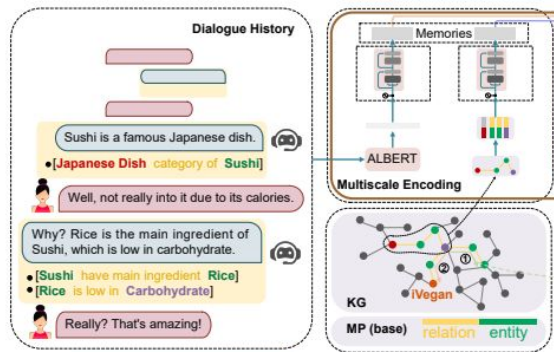 Dialogue History
Sushi is a famous Japanese dish.
•[Japanese Dish category of Sushi]
Well, not really into it due to its calories.
Why? Rice is the main ingredient of
Sushi, which is low in carbohydrate.
•[Sushi have main ingredient Rice]
•[Rice is low in Carbohydrate]
Really? That's amazing!
Memories
ALBERT
Multiscale Encoding
①
②
iVegan
KG
MP (base) relation entity